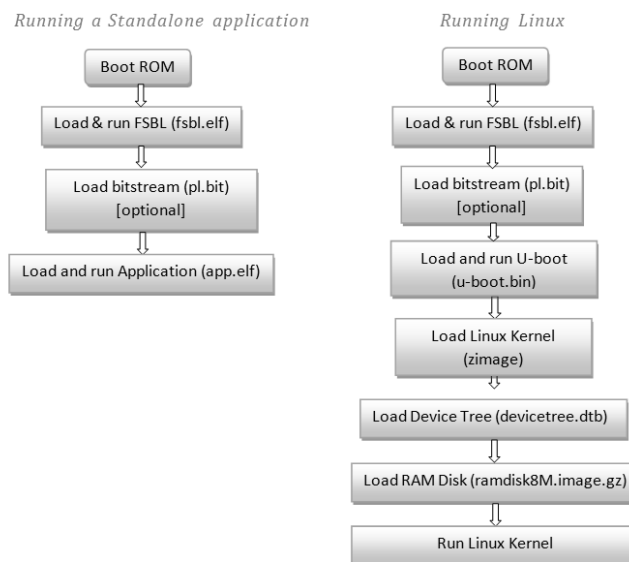 Running a Standalone application
Boot ROM
Load & run FSBL (fsbl.elf)
Load bitstream (pl.bit)
[optional]
Load and run Application (app.elf)
Running Linux
Boot ROM
Load & run FSBL (fsbl.elf)
Load bitstream (pl.bit)
[optional]
Load and run U-boot
(u-boot.bin)
Load Linux Kernel
(zimage)
Load Device Tree (devicetree.dtb)
Load RAM Disk (ramdisk8M.image.gz)
Run Linux Kernel